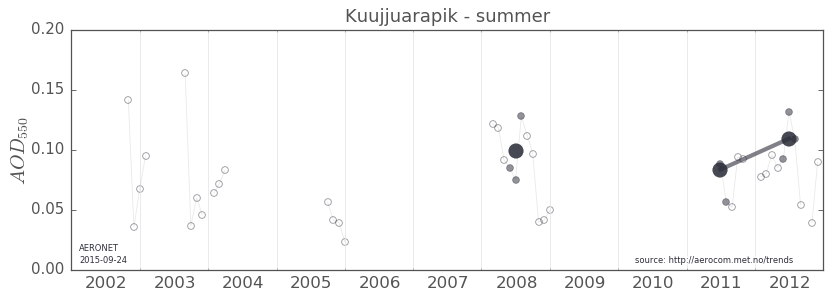 Kuujjuarapik - summer
0.20
0.15
0.10
0.05
0.00
AOD550
AERONET
2015-09-24
source: http://aerocom.met.no/trends
2002 2003 2004 2005 2006 2007 2008 2009 2010 2011 2012